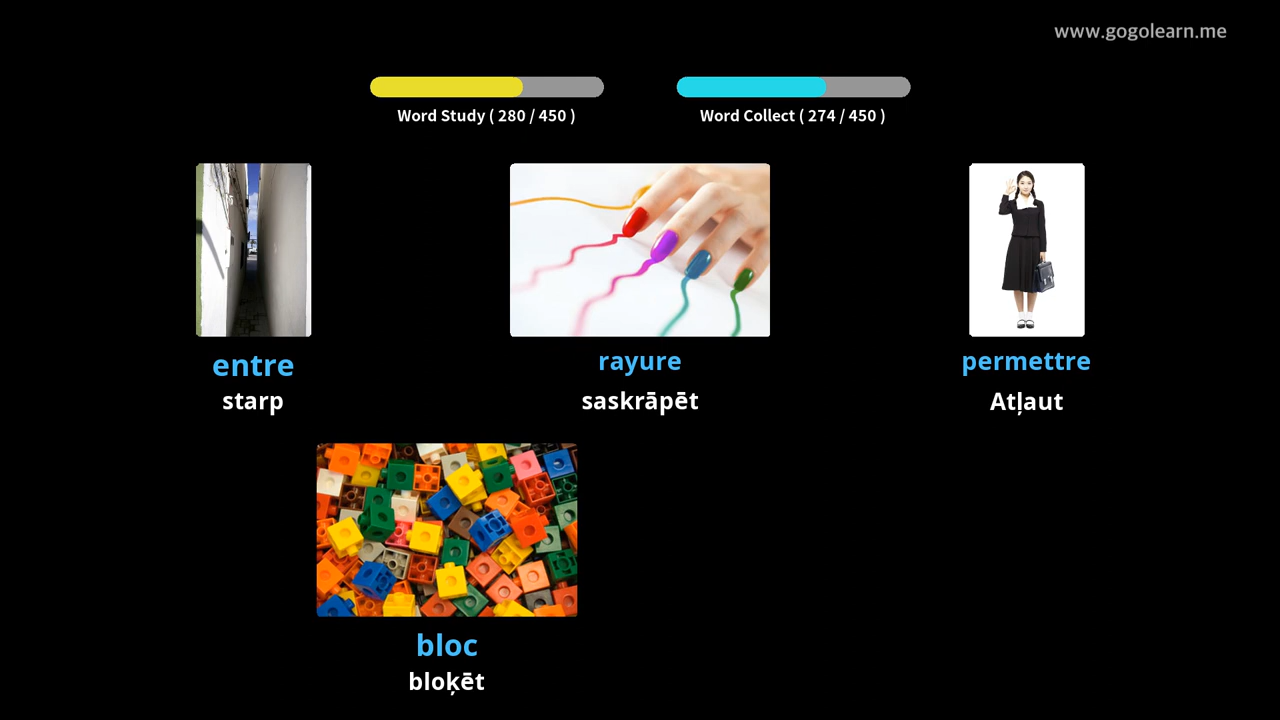 www.gogolearn.me
Word Study ( 280 / 450 )
Word Collect ( 274 / 450 )
entre
starp
rayure
saskrāpēt
permettre
Atļaut
bloc
bloķēt